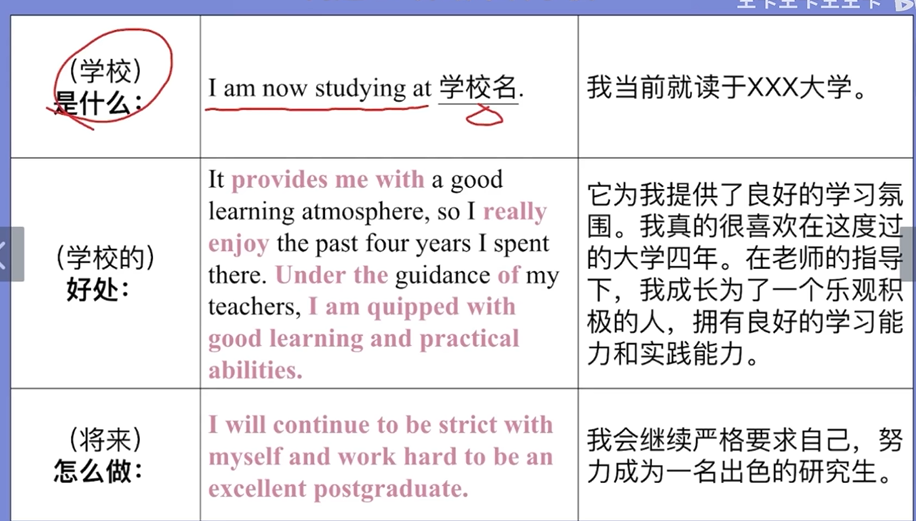 （学校）
是什么：
I am now studying at 学校名.
我当前就读于XXX大学。
（学校的）
好处：
It provides me with a good
learning atmosphere, so I really
enjoy the past four years I spent
there. Under the guidance of my
teachers, I am quipped with
good learning and practical
abilities.
它为我提供了良好的学习氛
围。我真的很喜欢在这度过
的大学四年。在老师的指导
下，我成长为了一个乐观积
极的人，拥有良好的学习能
力和实践能力。
（将来）
怎么做：
I will continue to be strict with
myself and work hard to be an
excellent postgraduate.
我会继续严格要求自己，努
力成为一名出色的研究生。